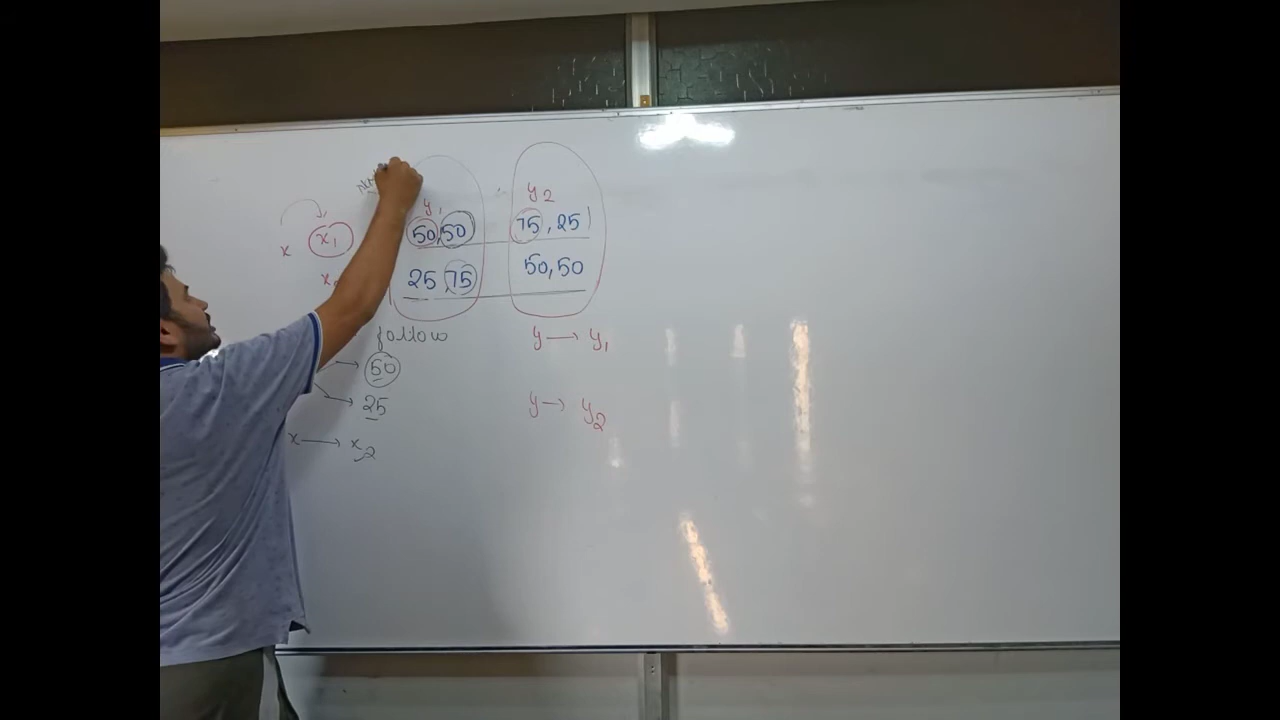 y₁ y₂
x x₁ 50, 50 75, 25
x 25, 75 50, 50
follow y → y₁
→ 50
→ 25 y → y₂
x → x₂